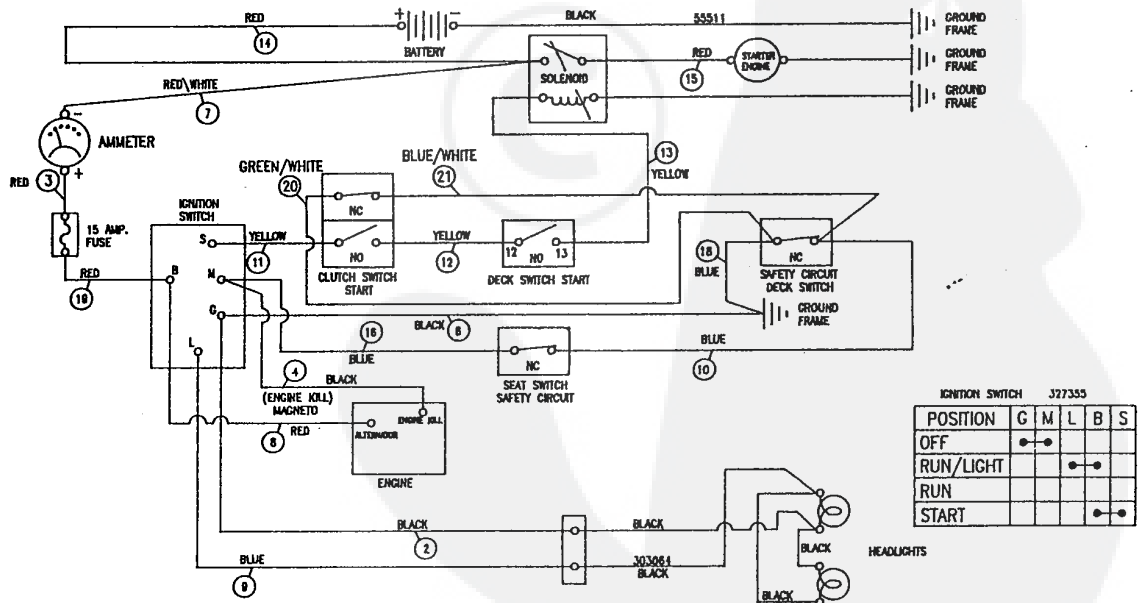 RED
14
+
−
BATTERY
BLACK
55511
GROUND
FRAME
RED
15
STARTER
ENGINE
GROUND
FRAME
SOLENOID
GROUND
FRAME
RED\WHITE
7
−
AMMETER
+
RED
3
15 AMP.
FUSE
RED
19
IGNITION
SWITCH
S
B
M
G
L
GREEN/WHITE
20
BLUE/WHITE
21
13
YELLOW
NC
YELLOW
11
NO
CLUTCH SWITCH
START
YELLOW
12
12 NO 13
DECK SWITCH START
18
BLUE
NC
SAFETY CIRCUIT
DECK SWITCH
GROUND
FRAME
BLACK
6
16
BLUE
NC
SEAT SWITCH
SAFETY CIRCUIT
BLUE
10
4
BLACK
(ENGINE KILL)
MAGNETO
8
RED
ENGINE KILL
ENGINE
BLACK
2
BLUE
9
BLACK
303064
BLACK
BLACK
BLACK
HEADLIGHTS
IGNITION SWITCH 327355
POSITION G M L B S
OFF
RUN/LIGHT
RUN
START